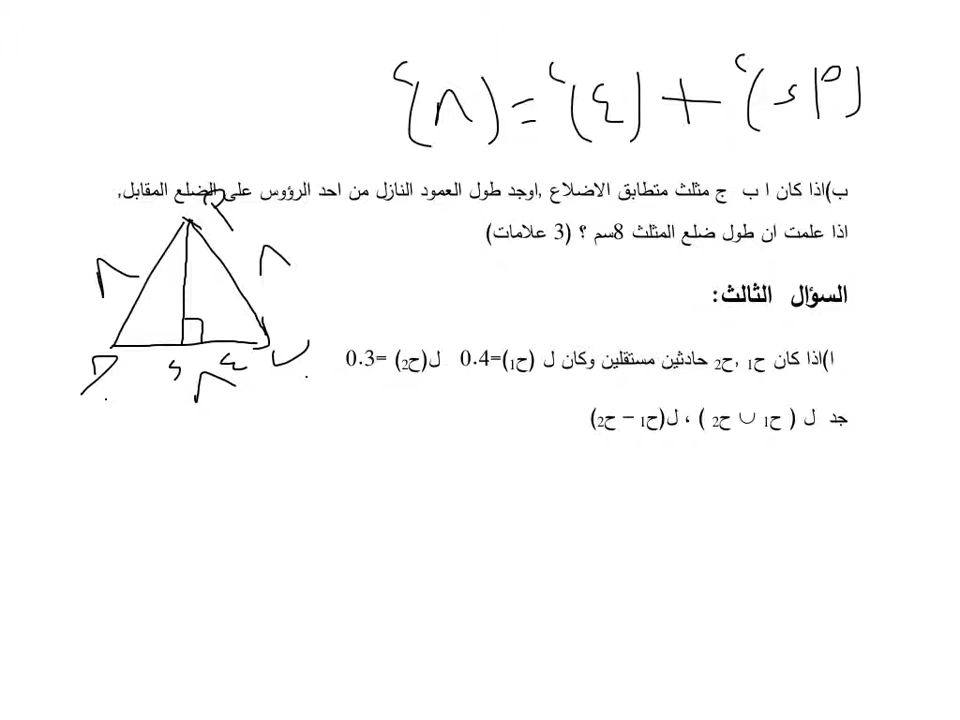 (أد)² + (٤)² = (٨)²
ب)اذا كان ا ب ج مثلث متطابق الاضلاع ,اوجد طول العمود النازل من احد الرؤوس على الضلع المقابل,
اذا علمت ان طول ضلع المثلث 8سم ؟ (3 علامات)
أ
٨ ٨
ج د ٤ ب
٨
السؤال الثالث:
ا)اذا كان ح1 ,ح2 حادثين مستقلين وكان ل (ح1)=0.4 ل(ح2) =0.3
جد ل ( ح1 ∪ ح2 ) ، ل(ح1 – ح2)